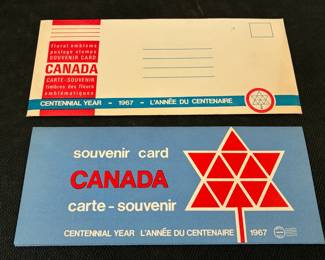 floral emblems
postage stamps
SOUVENIR CARD
CANADA
CARTE-SOUVENIR
timbres des fleurs
emblématiques
CENTENNIAL YEAR - 1967 - L'ANNÉE DU CENTENAIRE
souvenir card
CANADA
carte-souvenir
CENTENNIAL YEAR L'ANNÉE DU CENTENAIRE 1967